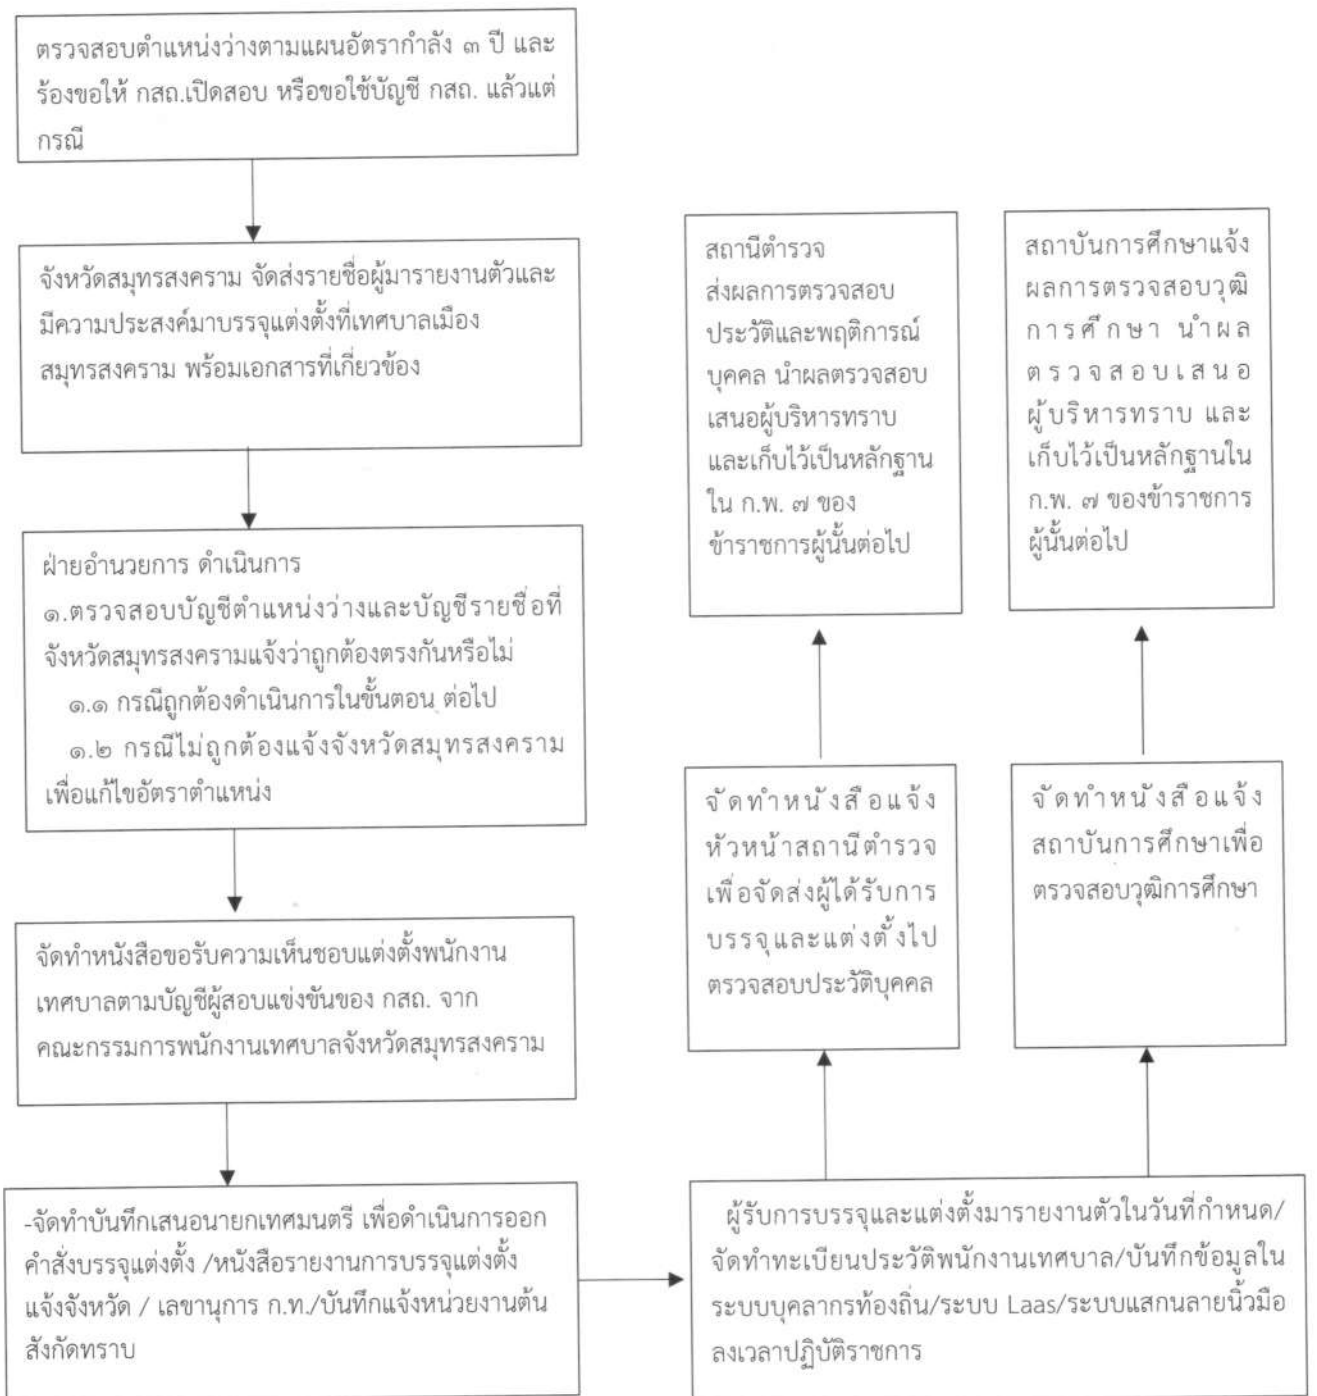 ตรวจสอบตำแหน่งว่างตามแผนอัตรากำลัง ๓ ปี และ
ร้องขอให้ กสถ.เปิดสอบ หรือขอใช้บัญชี กสถ. แล้วแต่
กรณี
จังหวัดสมุทรสงคราม จัดส่งรายชื่อผู้มารายงานตัวและ
มีความประสงค์มาบรรจุแต่งตั้งที่เทศบาลเมือง
สมุทรสงคราม พร้อมเอกสารที่เกี่ยวข้อง
ฝ่ายอำนวยการ ดำเนินการ
๑.ตรวจสอบบัญชีตำแหน่งว่างและบัญชีรายชื่อที่
จังหวัดสมุทรสงครามแจ้งว่าถูกต้องตรงกันหรือไม่
๑.๑ กรณีถูกต้องดำเนินการในขั้นตอน ต่อไป
๑.๒ กรณีไม่ถูกต้องแจ้งจังหวัดสมุทรสงคราม
เพื่อแก้ไขอัตราตำแหน่ง
จัดทำหนังสือขอรับความเห็นชอบแต่งตั้งพนักงาน
เทศบาลตามบัญชีผู้สอบแข่งขันของ กสถ. จาก
คณะกรรมการพนักงานเทศบาลจังหวัดสมุทรสงคราม
-จัดทำบันทึกเสนอนายกเทศมนตรี เพื่อดำเนินการออก
คำสั่งบรรจุแต่งตั้ง /หนังสือรายงานการบรรจุแต่งตั้ง
แจ้งจังหวัด / เลขานุการ ก.ท./บันทึกแจ้งหน่วยงานต้น
สังกัดทราบ
ผู้รับการบรรจุและแต่งตั้งมารายงานตัวในวันที่กำหนด/
จัดทำทะเบียนประวัติพนักงานเทศบาล/บันทึกข้อมูลใน
ระบบบุคลากรท้องถิ่น/ระบบ Laas/ระบบแสกนลายนิ้วมือ
ลงเวลาปฏิบัติราชการ
จัดทำหนังสือแจ้ง
หัวหน้าสถานีตำรวจ
เพื่อจัดส่งผู้ได้รับการ
บรรจุและแต่งตั้งไป
ตรวจสอบประวัติบุคคล
จัดทำหนังสือแจ้ง
สถาบันการศึกษาเพื่อ
ตรวจสอบวุฒิการศึกษา
สถานีตำรวจ
ส่งผลการตรวจสอบ
ประวัติและพฤติการณ์
บุคคล นำผลตรวจสอบ
เสนอผู้บริหารทราบ
และเก็บไว้เป็นหลักฐาน
ใน ก.พ. ๗ ของ
ข้าราชการผู้นั้นต่อไป
สถาบันการศึกษาแจ้ง
ผลการตรวจสอบวุฒิ
การศึกษา นำผล
ตรวจสอบเสนอ
ผู้บริหารทราบ และ
เก็บไว้เป็นหลักฐานใน
ก.พ. ๗ ของข้าราชการ
ผู้นั้นต่อไป